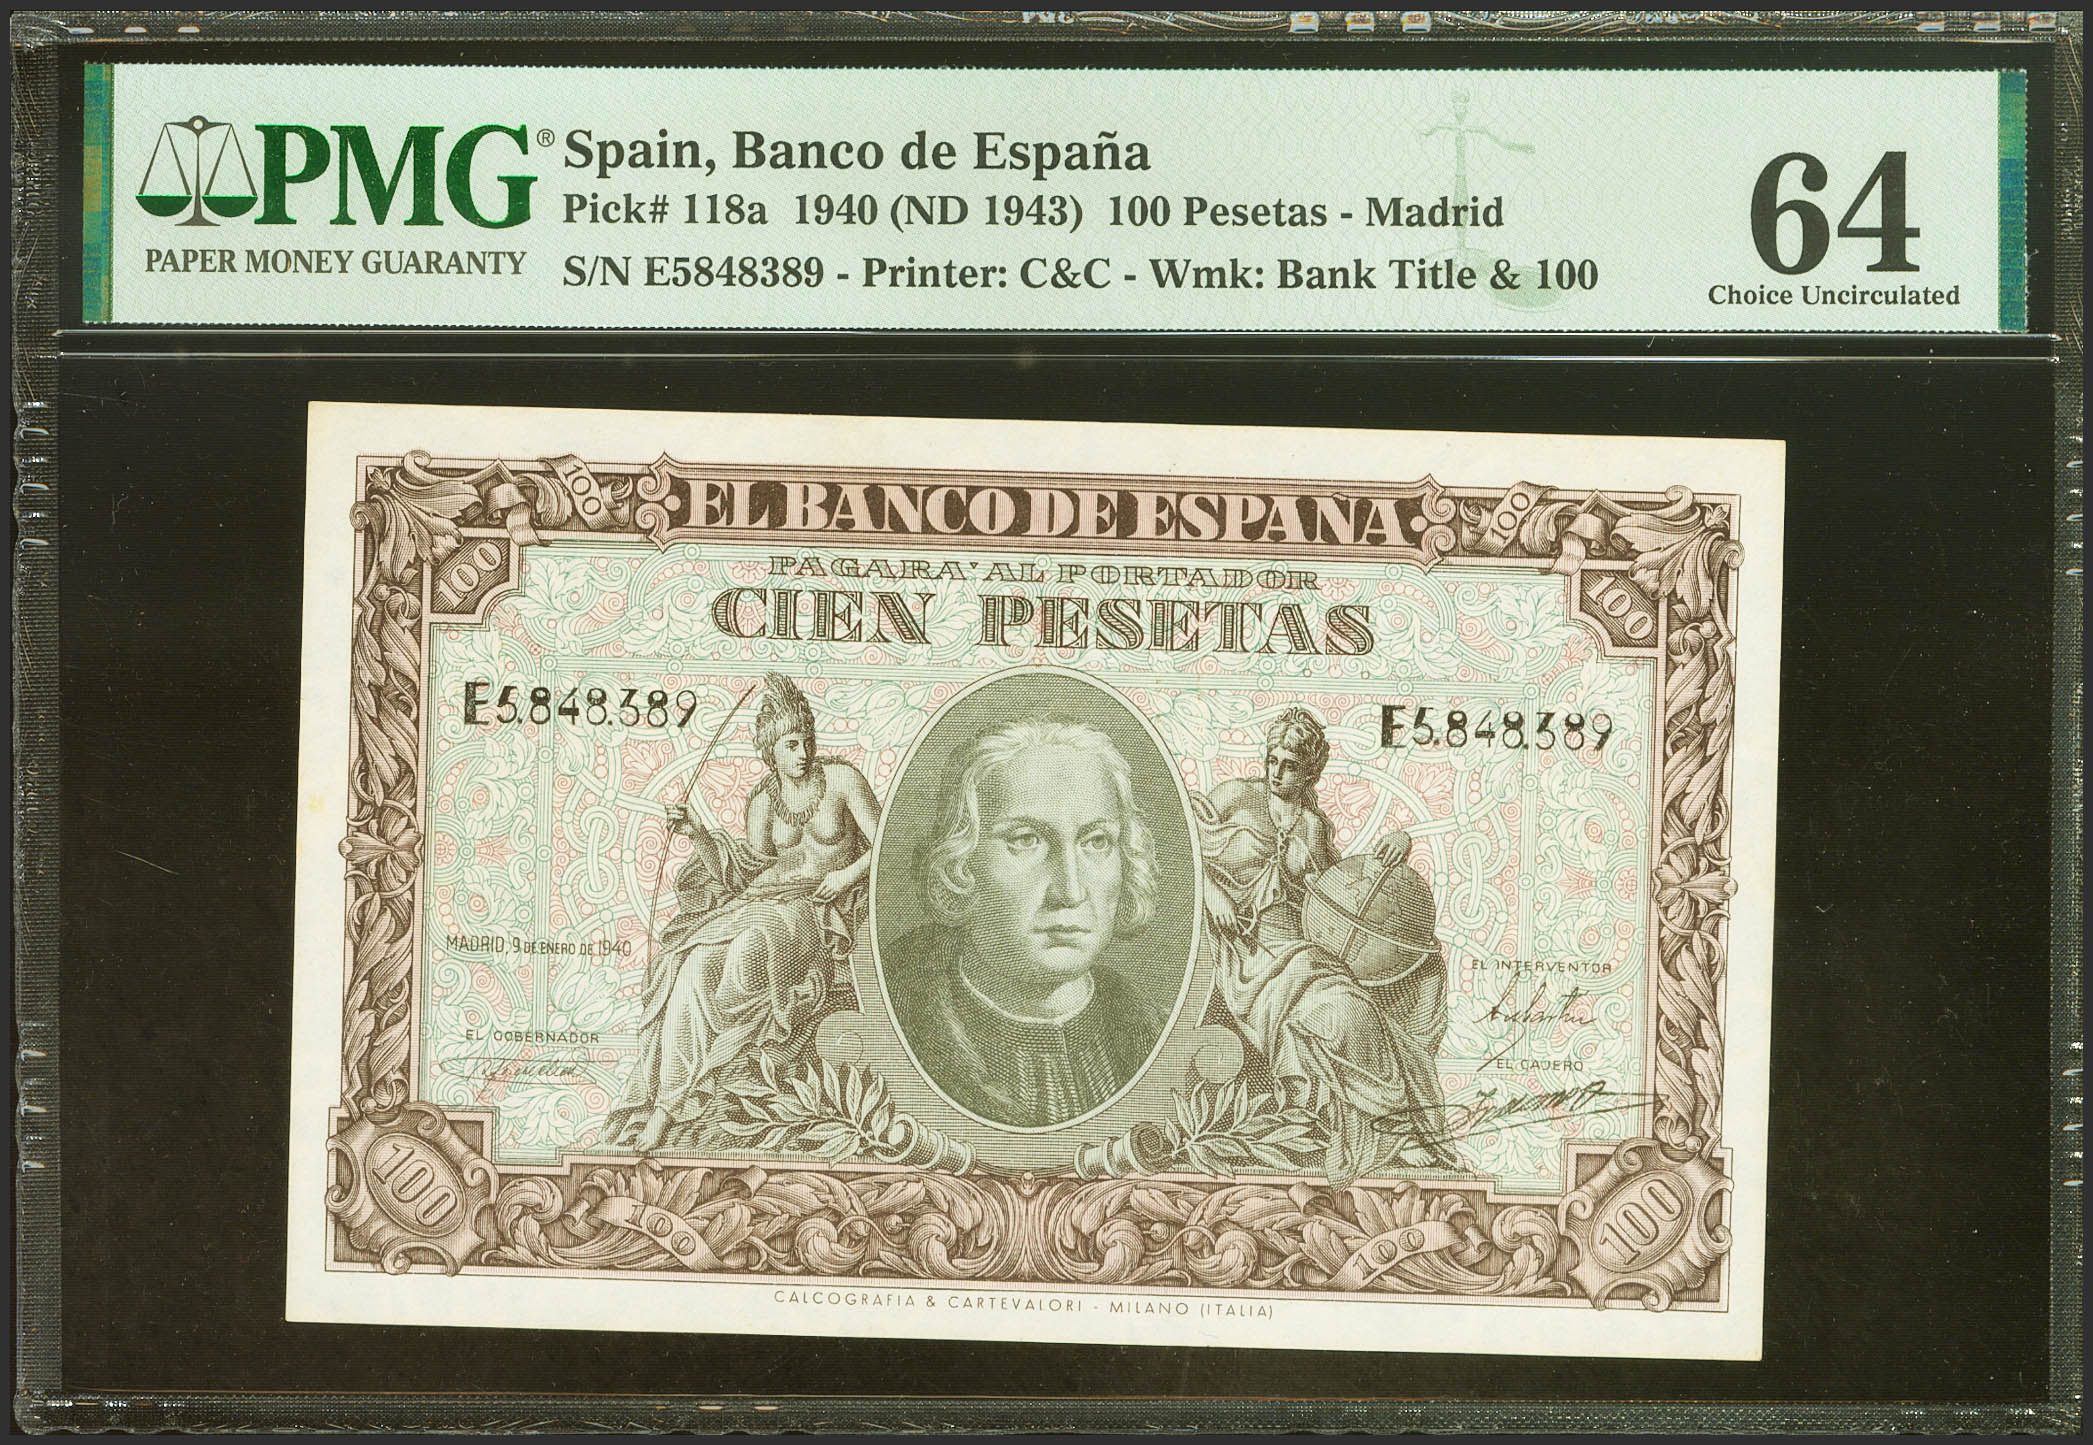 PMG®
PAPER MONEY GUARANTY
Spain, Banco de España
Pick# 118a 1940 (ND 1943) 100 Pesetas - Madrid
S/N E5848389 - Printer: C&C - Wmk: Bank Title & 100
64
Choice Uncirculated
100
EL BANCO DE ESPAÑA
100
100
PAGARA AL PORTADOR
100
CIEN PESETAS
E5.848.389
E5.848.389
MADRID, 9 DE ENERO DE 1940
EL INTERVENTOR
EL GOBERNADOR
EL CAJERO
100
100
100
100
CALCOGRAFIA & CARTEVALORI - MILANO (ITALIA)